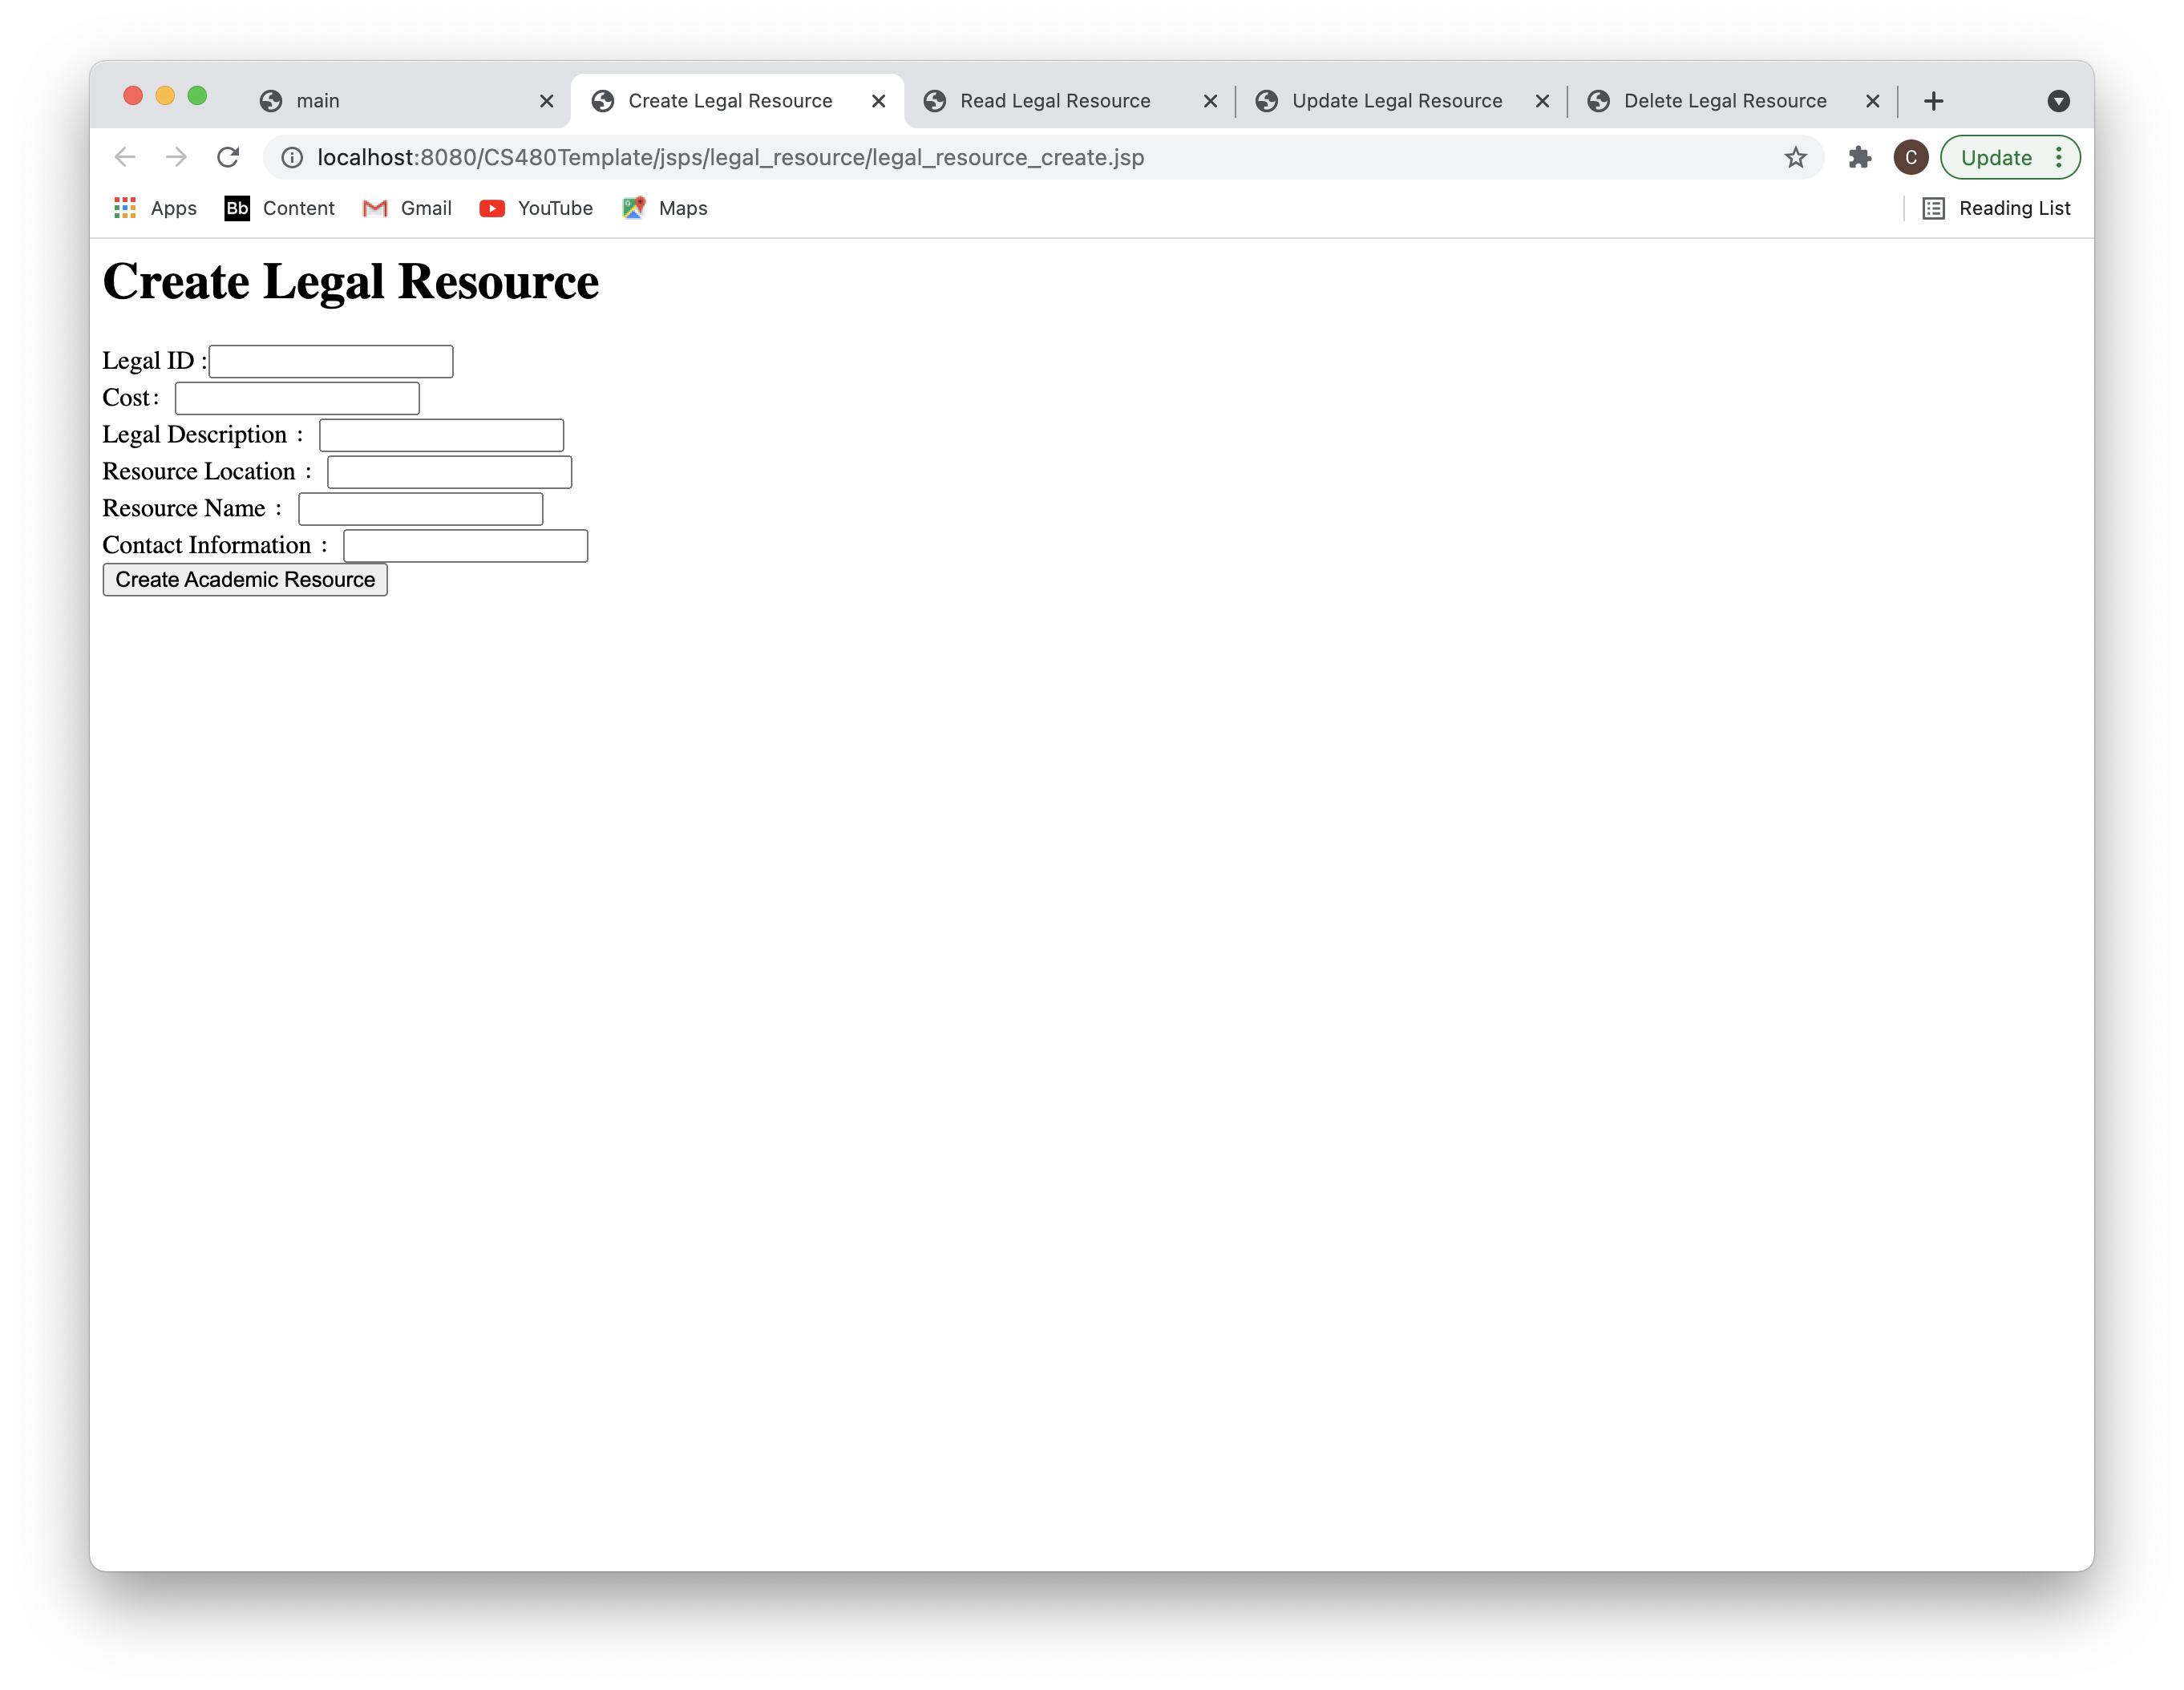 main
Create Legal Resource
Read Legal Resource
Update Legal Resource
Delete Legal Resource
localhost:8080/CS480Template/jsps/legal_resource/legal_resource_create.jsp
C
Update
Apps
Bb Content
Gmail
YouTube
Maps
Reading List
Create Legal Resource
Legal ID :
Cost:
Legal Description :
Resource Location :
Resource Name :
Contact Information :
Create Academic Resource